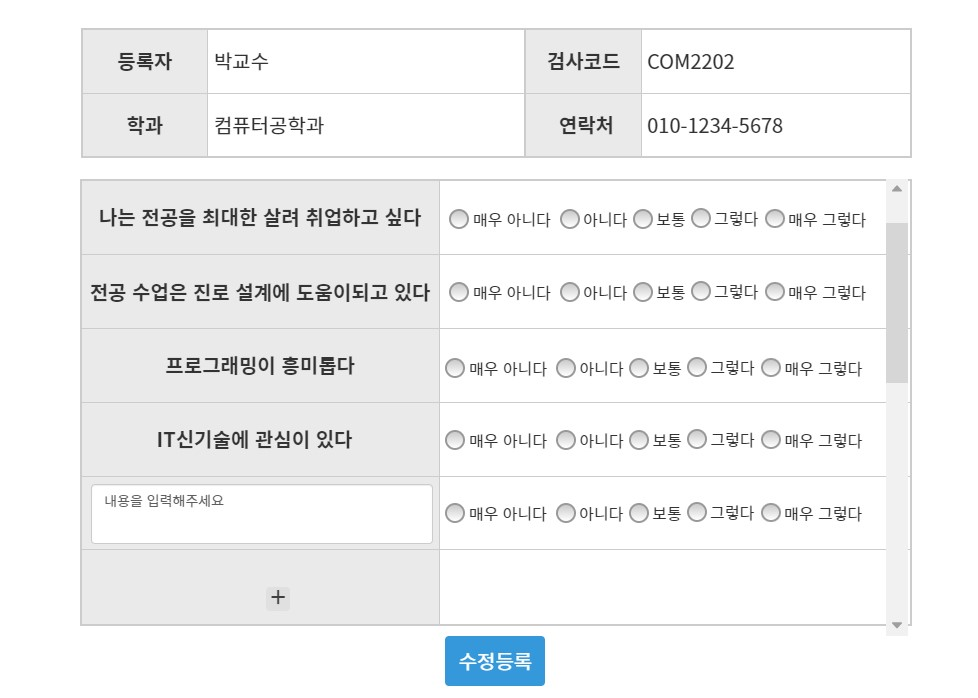 등록자 박교수 검사코드 COM2202
학과 컴퓨터공학과 연락처 010-1234-5678
나는 전공을 최대한 살려 취업하고 싶다 매우 아니다 아니다 보통 그렇다 매우 그렇다
전공 수업은 진로 설계에 도움이되고 있다 매우 아니다 아니다 보통 그렇다 매우 그렇다
프로그래밍이 흥미롭다 매우 아니다 아니다 보통 그렇다 매우 그렇다
IT신기술에 관심이 있다 매우 아니다 아니다 보통 그렇다 매우 그렇다
내용을 입력해주세요 매우 아니다 아니다 보통 그렇다 매우 그렇다
+
수정등록